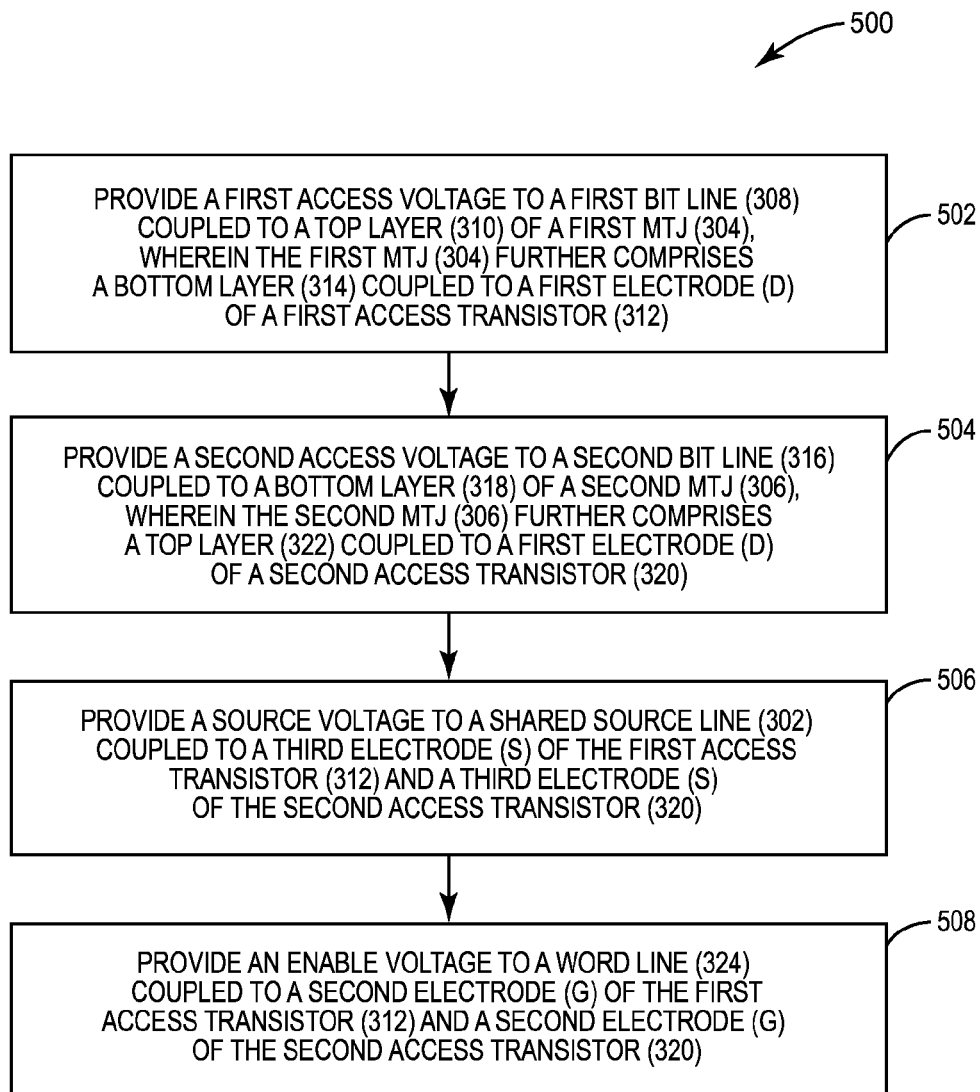 500
PROVIDE A FIRST ACCESS VOLTAGE TO A FIRST BIT LINE (308)
COUPLED TO A TOP LAYER (310) OF A FIRST MTJ (304),
WHEREIN THE FIRST MTJ (304) FURTHER COMPRISES
A BOTTOM LAYER (314) COUPLED TO A FIRST ELECTRODE (D)
OF A FIRST ACCESS TRANSISTOR (312)
502
PROVIDE A SECOND ACCESS VOLTAGE TO A SECOND BIT LINE (316)
COUPLED TO A BOTTOM LAYER (318) OF A SECOND MTJ (306),
WHEREIN THE SECOND MTJ (306) FURTHER COMPRISES
A TOP LAYER (322) COUPLED TO A FIRST ELECTRODE (D)
OF A SECOND ACCESS TRANSISTOR (320)
504
PROVIDE A SOURCE VOLTAGE TO A SHARED SOURCE LINE (302)
COUPLED TO A THIRD ELECTRODE (S) OF THE FIRST ACCESS
TRANSISTOR (312) AND A THIRD ELECTRODE (S)
OF THE SECOND ACCESS TRANSISTOR (320)
506
PROVIDE AN ENABLE VOLTAGE TO A WORD LINE (324)
COUPLED TO A SECOND ELECTRODE (G) OF THE FIRST
ACCESS TRANSISTOR (312) AND A SECOND ELECTRODE (G)
OF THE SECOND ACCESS TRANSISTOR (320)
508